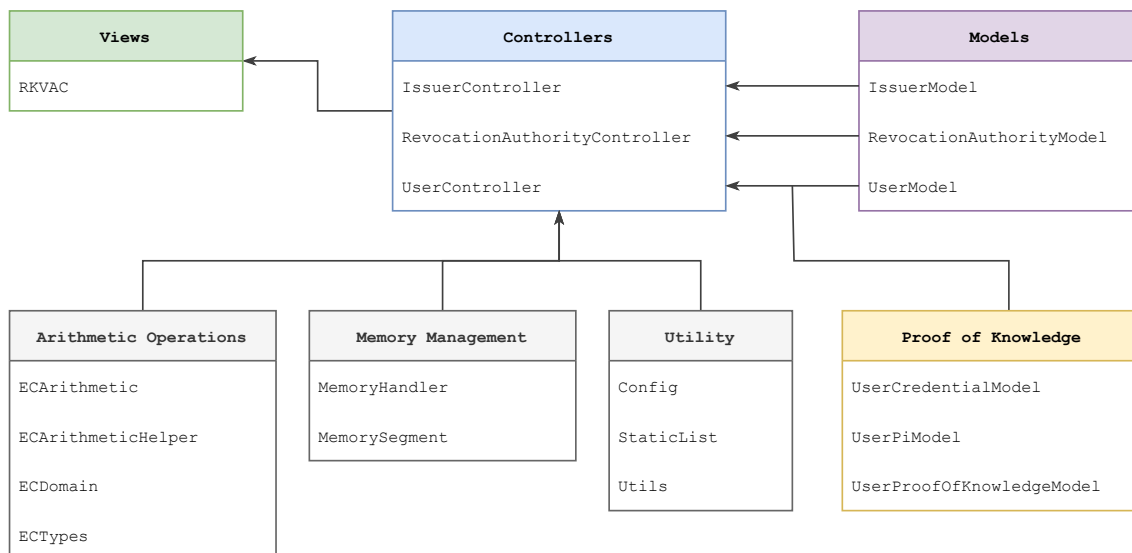 Views
RKVAC
Controllers
IssuerController
RevocationAuthorityController
UserController
Models
IssuerModel
RevocationAuthorityModel
UserModel
Arithmetic Operations
ECArithmetic
ECArithmeticHelper
ECDomain
ECTypes
Memory Management
MemoryHandler
MemorySegment
Utility
Config
StaticList
Utils
Proof of Knowledge
UserCredentialModel
UserPiModel
UserProofOfKnowledgeModel